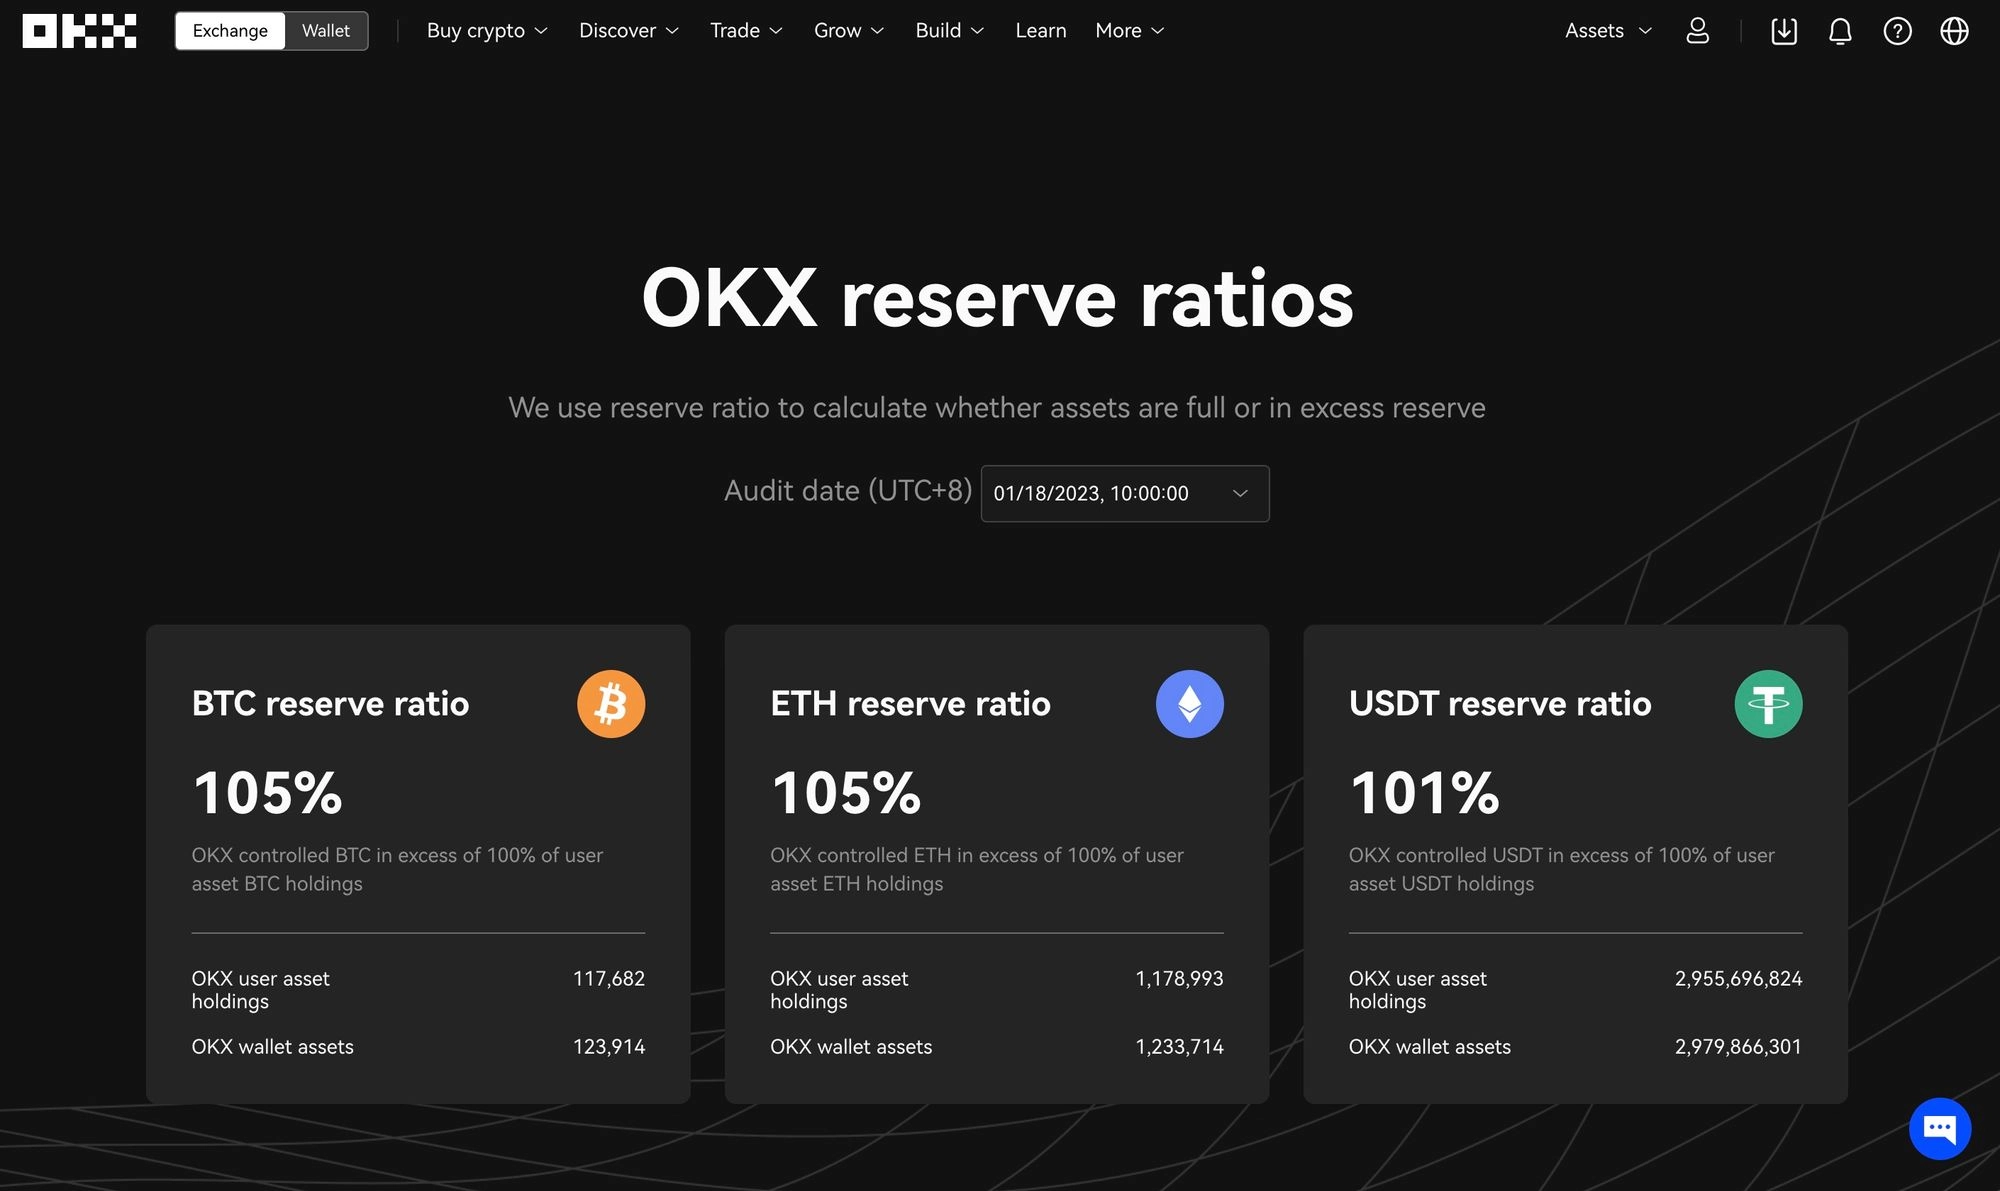 OKX Exchange Wallet Buy crypto Discover Trade Grow Build Learn More Assets
OKX reserve ratios
We use reserve ratio to calculate whether assets are full or in excess reserve
Audit date (UTC+8) 01/18/2023, 10:00:00
BTC reserve ratio
105%
OKX controlled BTC in excess of 100% of user
asset BTC holdings
OKX user asset
holdings
117,682
OKX wallet assets 123,914
ETH reserve ratio
105%
OKX controlled ETH in excess of 100% of user
asset ETH holdings
OKX user asset
holdings
1,178,993
OKX wallet assets 1,233,714
USDT reserve ratio
101%
OKX controlled USDT in excess of 100% of user
asset USDT holdings
OKX user asset
holdings
2,955,696,824
OKX wallet assets 2,979,866,301